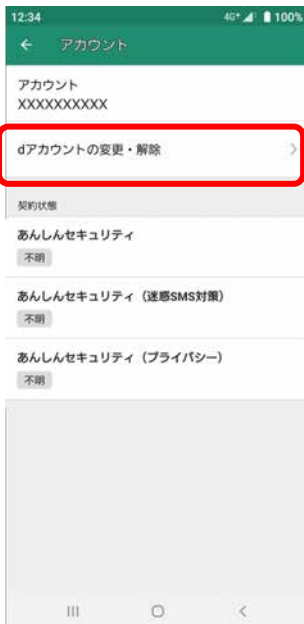 12:34 4G+ 100%
← アカウント
アカウント
XXXXXXXXXX
dアカウントの変更・解除
契約状態
あんしんセキュリティ
不明
あんしんセキュリティ（迷惑SMS対策）
不明
あんしんセキュリティ（プライバシー）
不明